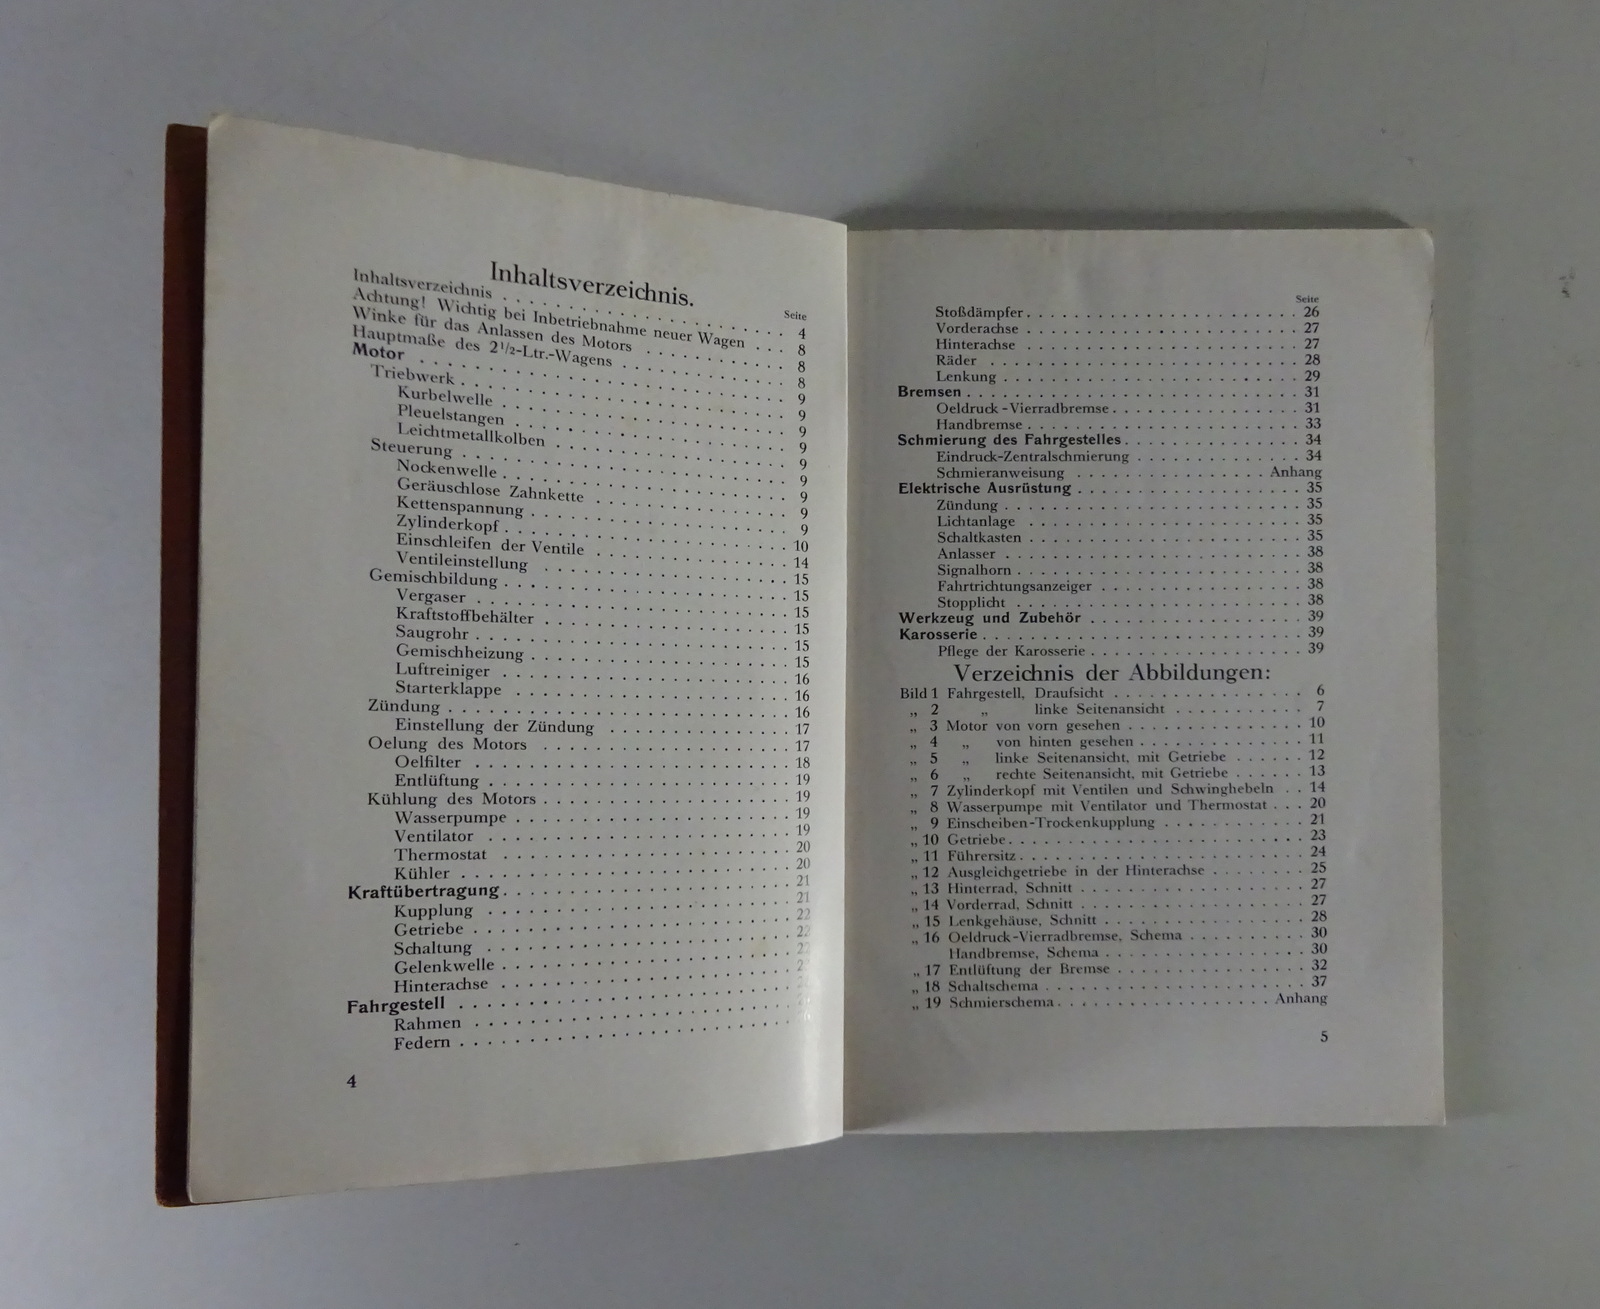 Inhaltsverzeichnis.
Seite
Inhaltsverzeichnis . . . . . 4
Achtung! Wichtig bei Inbetriebnahme neuer Wagen . . . 8
Winke für das Anlassen des Motors . . . . . 8
Hauptmaße des 2 1/2-Ltr.-Wagens . . . . . 8
Motor . . . . . 9
Triebwerk . . . . . 9
Kurbelwelle . . . . . 9
Pleuelstangen . . . . . 9
Leichtmetallkolben . . . . . 9
Steuerung . . . . . 9
Nockenwelle . . . . . 9
Geräuschlose Zahnkette . . . . . 9
Kettenspannung . . . . . 9
Zylinderkopf . . . . . 10
Einschleifen der Ventile . . . . . 14
Ventileinstellung . . . . . 15
Gemischbildung . . . . . 15
Vergaser . . . . . 15
Kraftstoffbehälter . . . . . 15
Saugrohr . . . . . 15
Gemischheizung . . . . . 15
Luftreiniger . . . . . 16
Starterklappe . . . . . 16
Zündung . . . . . 16
Einstellung der Zündung . . . . . 17
Oelung des Motors . . . . . 17
Oelfilter . . . . . 18
Entlüftung . . . . . 19
Kühlung des Motors . . . . . 19
Wasserpumpe . . . . . 19
Ventilator . . . . . 19
Thermostat . . . . . 20
Kühler . . . . . 20
Kraftübertragung . . . . . 21
Kupplung . . . . . 21
Getriebe . . . . . 22
Schaltung . . . . . 22
Gelenkwelle . . . . .
Hinterachse . . . . .
Fahrgestell . . . . .
Rahmen . . . . .
Federn . . . . .
4
Seite
Stoßdämpfer . . . . . 26
Vorderachse . . . . . 27
Hinterachse . . . . . 27
Räder . . . . . 28
Lenkung . . . . . 29
Bremsen . . . . . 31
Oeldruck-Vierradbremse . . . . . 31
Handbremse . . . . . 33
Schmierung des Fahrgestelles . . . . . 34
Eindruck-Zentralschmierung . . . . . 34
Schmieranweisung . . . . . Anhang
Elektrische Ausrüstung . . . . . 35
Zündung . . . . . 35
Lichtanlage . . . . . 35
Schaltkasten . . . . . 35
Anlasser . . . . . 38
Signalhorn . . . . . 38
Fahrtrichtungsanzeiger . . . . . 38
Stopplicht . . . . . 38
Werkzeug und Zubehör . . . . . 39
Karosserie . . . . . 39
Pflege der Karosserie . . . . . 39
Verzeichnis der Abbildungen:
Bild 1 Fahrgestell, Draufsicht . . . . . 6
„ 2 „ linke Seitenansicht . . . . . 7
„ 3 Motor von vorn gesehen . . . . . 10
„ 4 „ von hinten gesehen . . . . . 11
„ 5 „ linke Seitenansicht, mit Getriebe . . . . . 12
„ 6 „ rechte Seitenansicht, mit Getriebe . . . . . 13
„ 7 Zylinderkopf mit Ventilen und Schwinghebeln . . 14
„ 8 Wasserpumpe mit Ventilator und Thermostat . . . 20
„ 9 Einscheiben-Trockenkupplung . . . . . 21
„ 10 Getriebe . . . . . 23
„ 11 Führersitz . . . . . 24
„ 12 Ausgleichgetriebe in der Hinterachse . . . . . 25
„ 13 Hinterrad, Schnitt . . . . . 27
„ 14 Vorderrad, Schnitt . . . . . 27
„ 15 Lenkgehäuse, Schnitt . . . . . 28
„ 16 Oeldruck-Vierradbremse, Schema . . . . . 30
Handbremse, Schema . . . . . 30
„ 17 Entlüftung der Bremse . . . . . 32
„ 18 Schaltschema . . . . . 37
„ 19 Schmierschema . . . . . Anhang
5